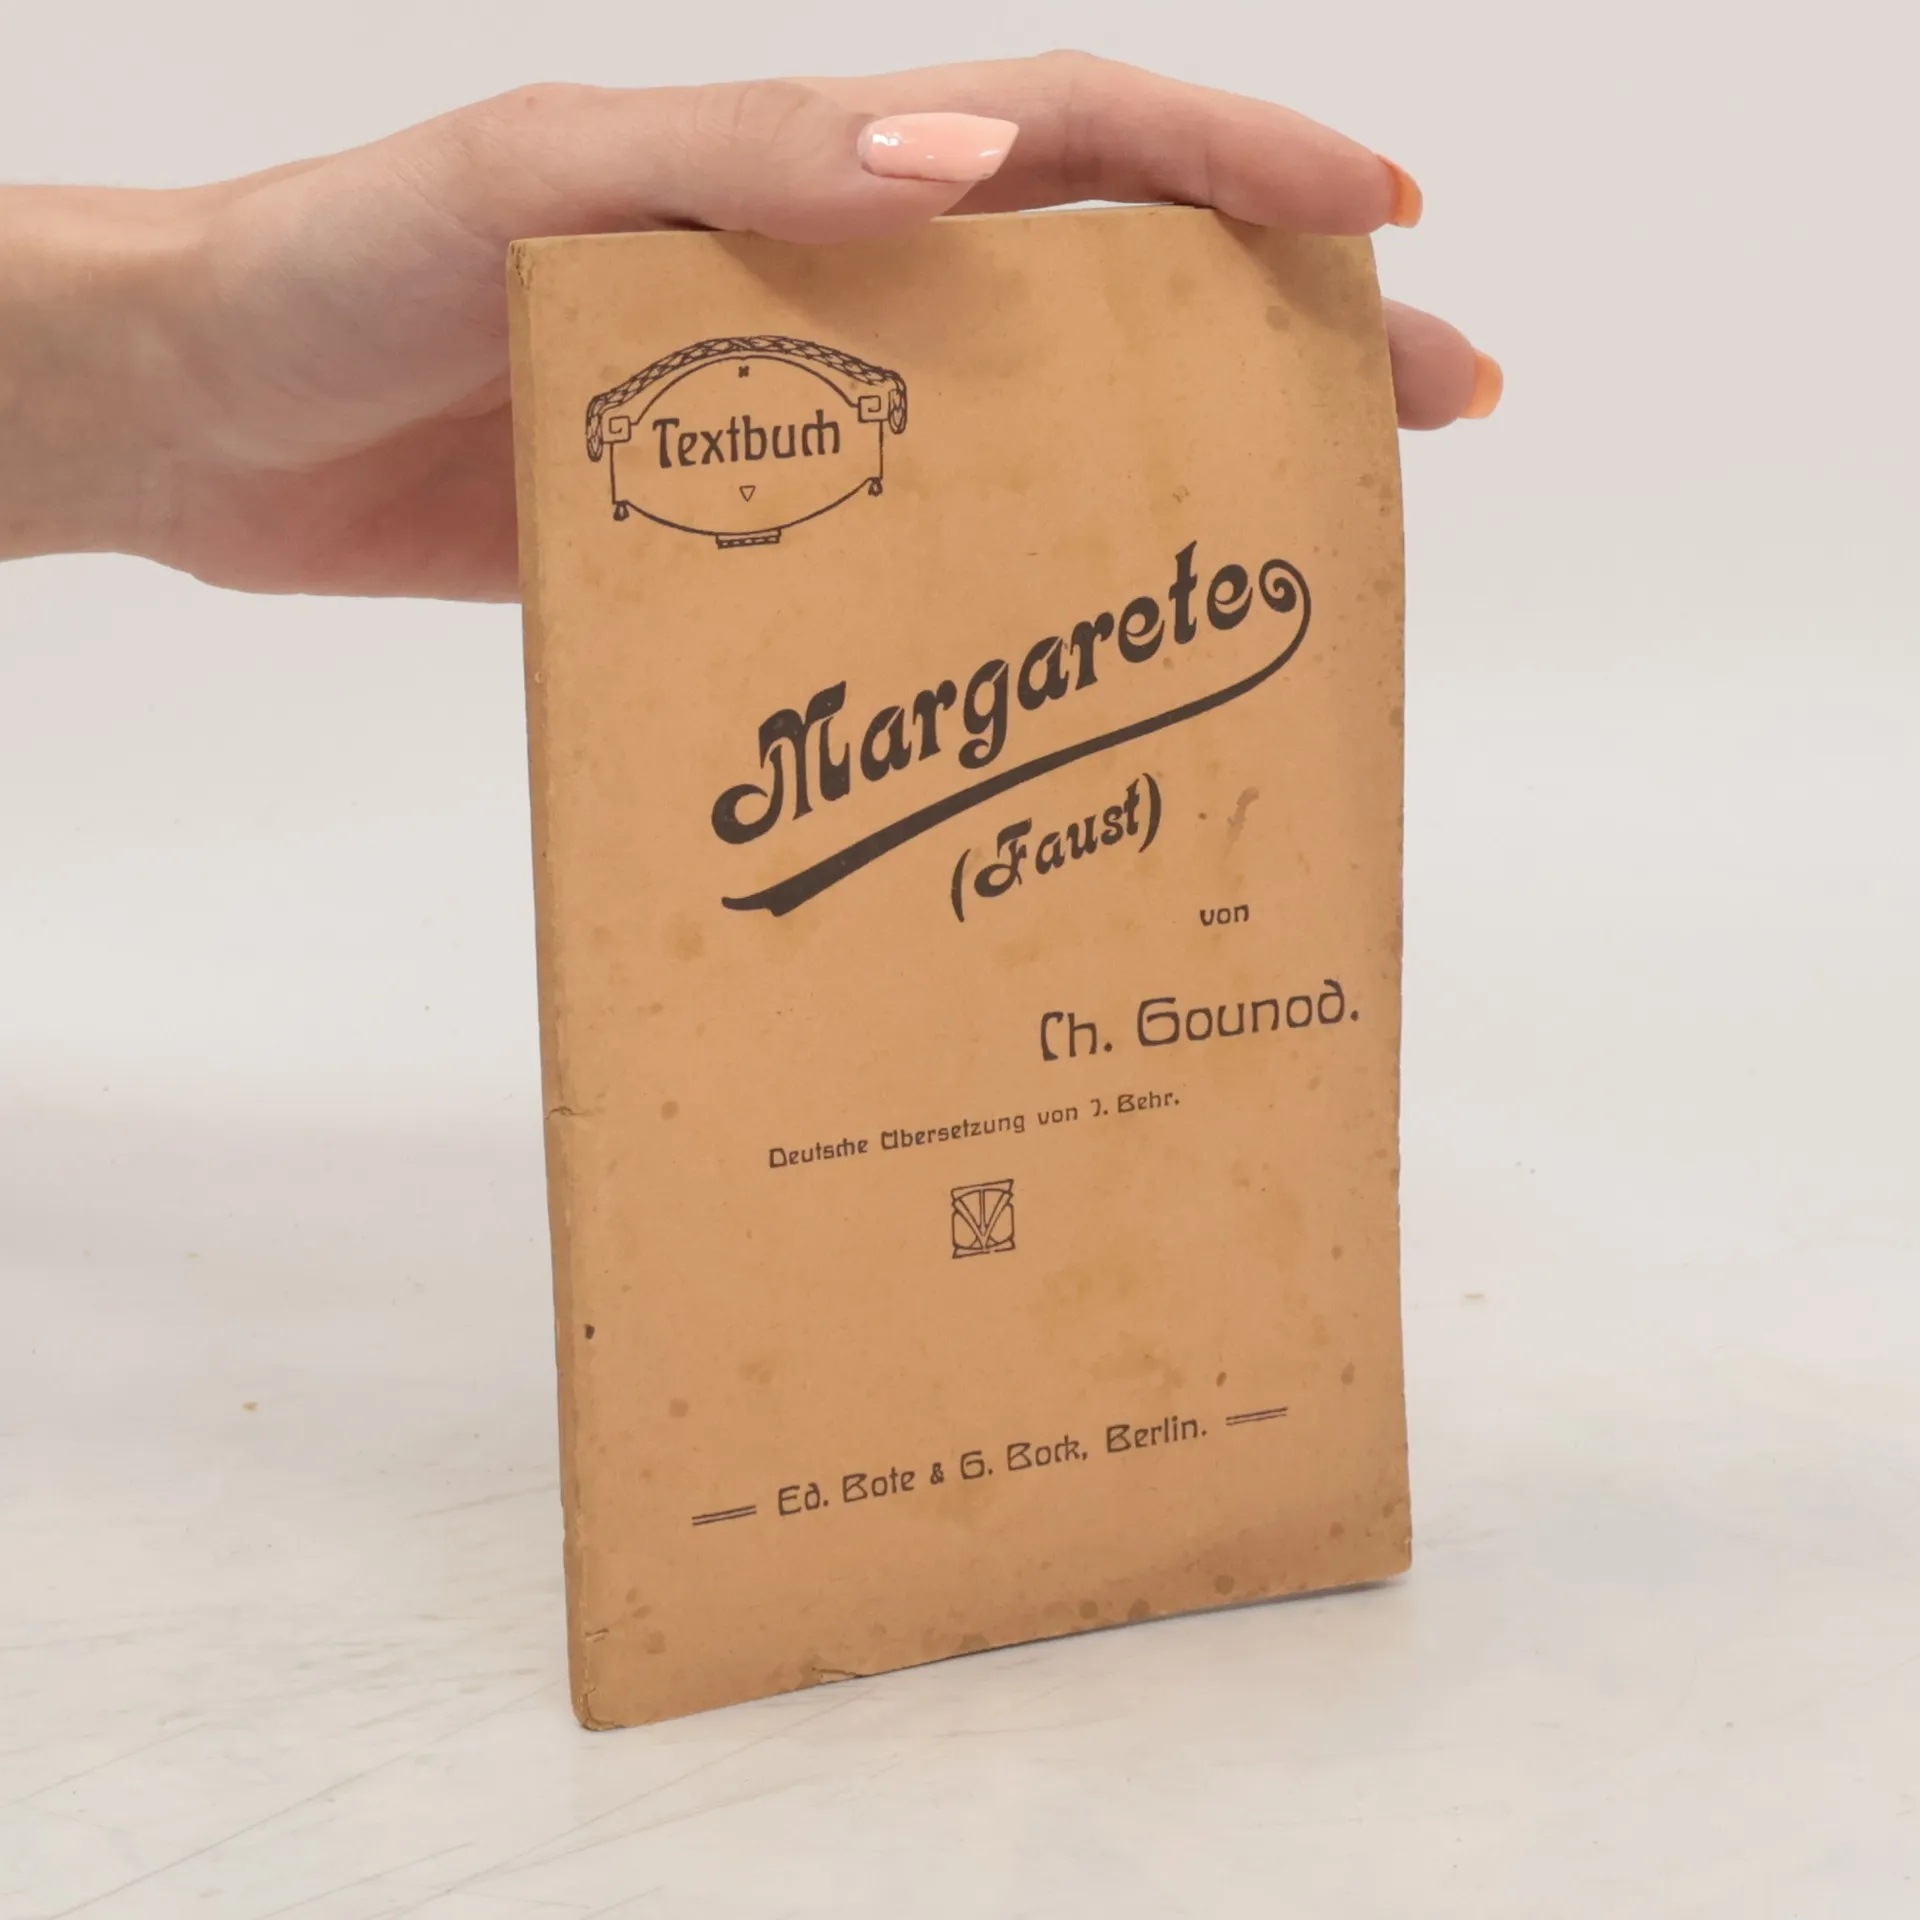 Textbuch
Margarete
(Faust)
von
Ch. Gounod.
Deutsche Übersetzung von J. Behr.
Ed. Bote & G. Bock, Berlin.